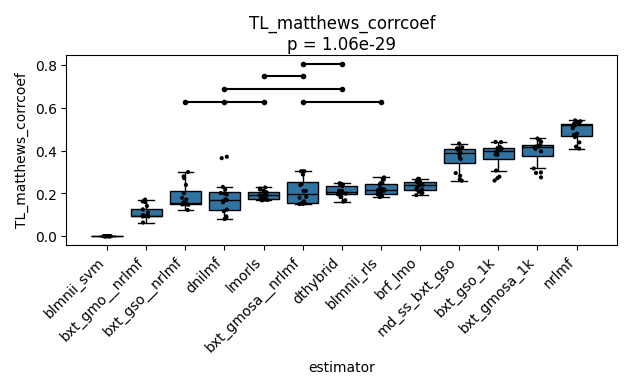 TL_matthews_corrcoef
p = 1.06e-29
TL_matthews_corrcoef
0.8
0.6
0.4
0.2
0.0
blmnii_svm
bxt_gmo__nrlmf
bxt_gso__nrlmf
dnilmf
lmorls
bxt_gmosa__nrlmf
dthybrid
blmnii_rls
brf_lmo
md_ss_bxt_gso
bxt_gso_1k
bxt_gmosa_1k
nrlmf
estimator